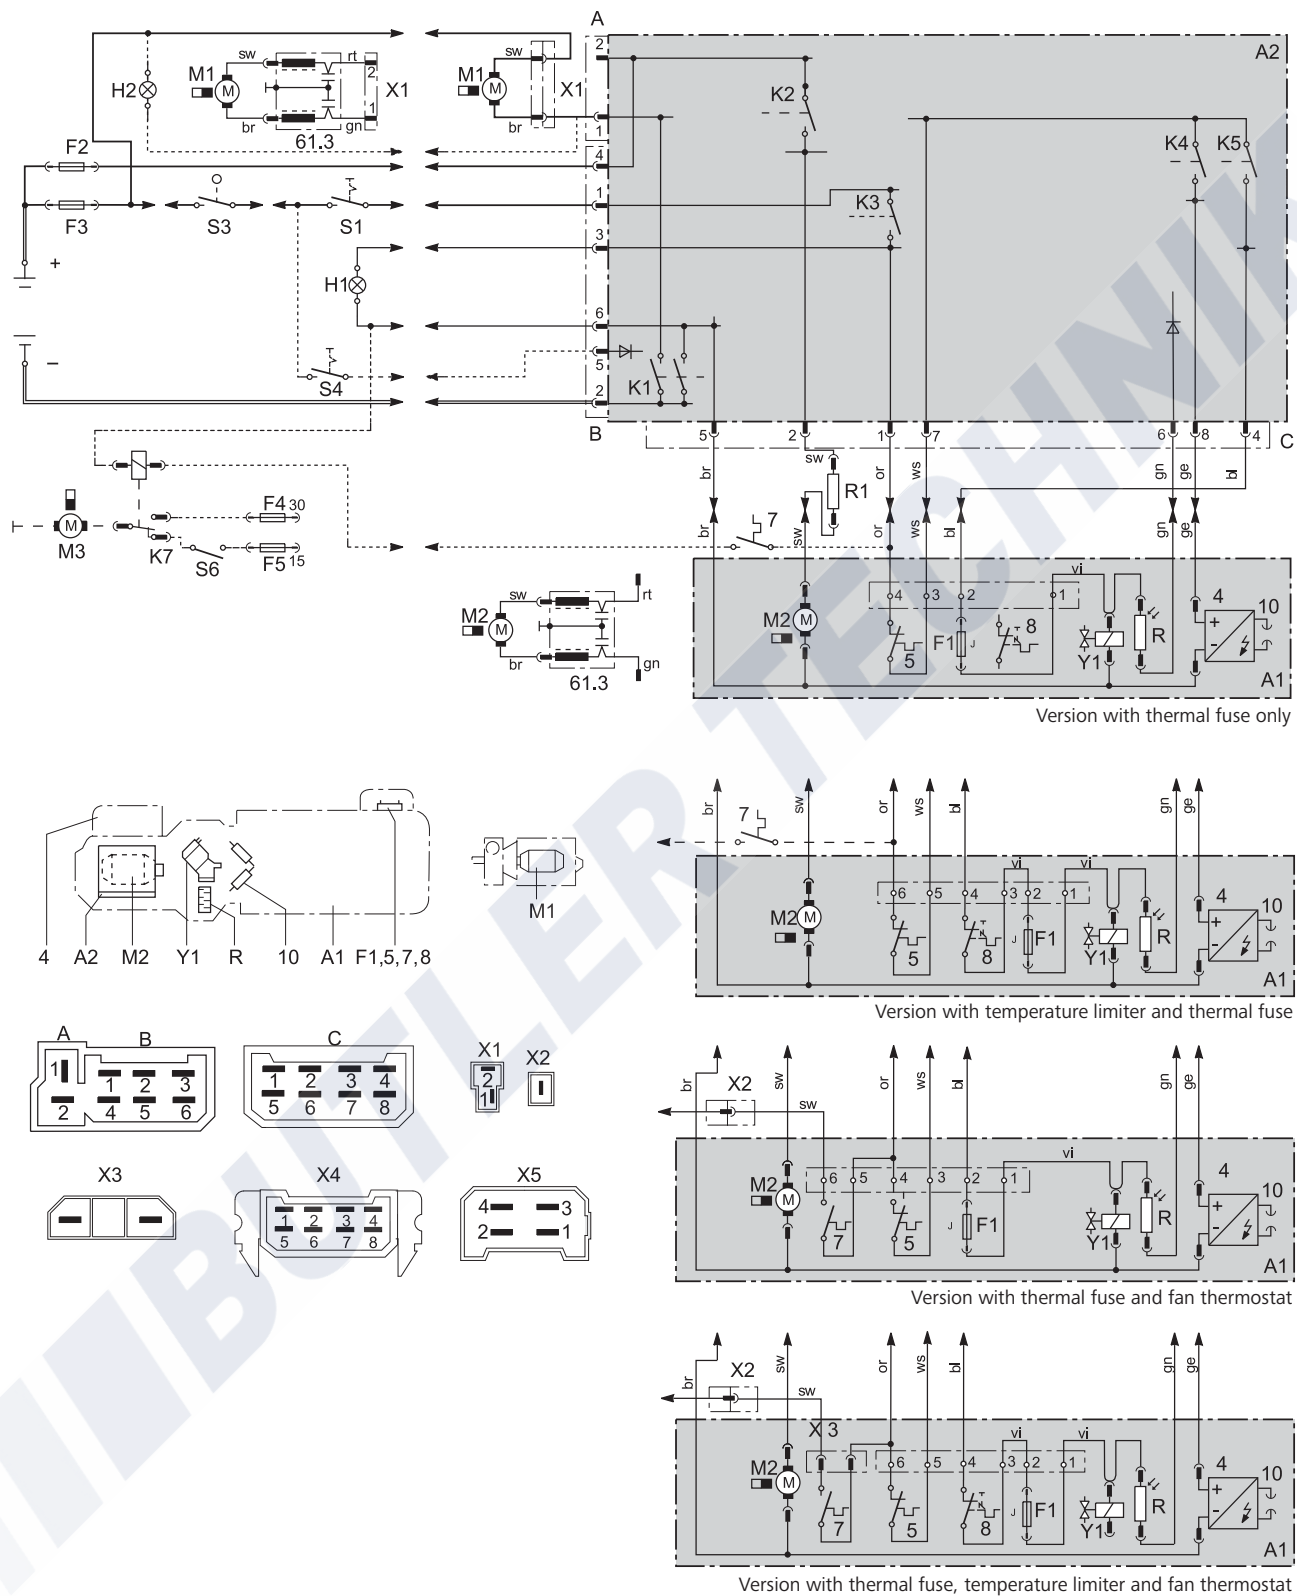 A
2
A2
sw
rt
M1
M
2
X1
H2
br
gn
1
61.3
sw
M1
M
X1
br
1
K2
K4
K5
F2
4
F3
S3
S1
1
K3
+
3
H1
6
−
5
S4
K1
2
B
5
2
1
7
6
8
4
C
br
sw
or
ws
gn
ge
bl
R1
F4 30
7
M
M3
K7
S6
F5 15
br
sw
or
ws
bl
gn
ge
sw
rt
M2
M
br
gn
61.3
vi
4
3
2
1
4
10
M2
M
5
F1
J
8
Y1
R
+
−
A1
Version with thermal fuse only
br
sw
or
ws
bl
gn
ge
7
vi
vi
6
5
4
3
2
1
4
10
M2
M
5
8
J
F1
Y1
R
+
−
A1
Version with temperature limiter and thermal fuse
4
A2
M2
Y1
R
10
A1
F1,5,7,8
M1
A
B
1
2
1
2
3
4
5
6
C
1
2
3
4
5
6
7
8
X1
2
1
X2
X3
X4
1
2
3
4
5
6
7
8
X5
4
3
2
1
br
X2
sw
sw
or
ws
bl
gn
ge
vi
6
5
4
3
2
1
4
10
M2
M
7
5
J
F1
Y1
R
+
−
A1
Version with thermal fuse and fan thermostat
br
X2
sw
sw
or
ws
bl
gn
ge
X 3
vi
vi
6
5
4
3
2
1
4
10
M2
M
7
5
8
J
F1
Y1
R
+
−
A1
Version with thermal fuse, temperature limiter and fan thermostat
BUTLER TECHNIK